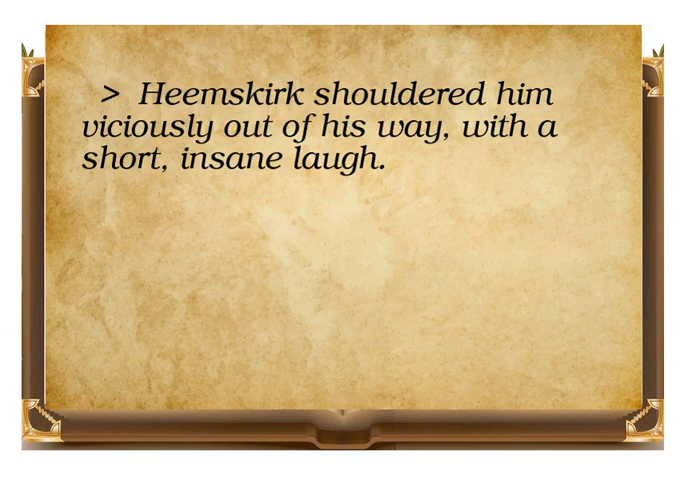 > Heemskirk shouldered him
viciously out of his way, with a
short, insane laugh.